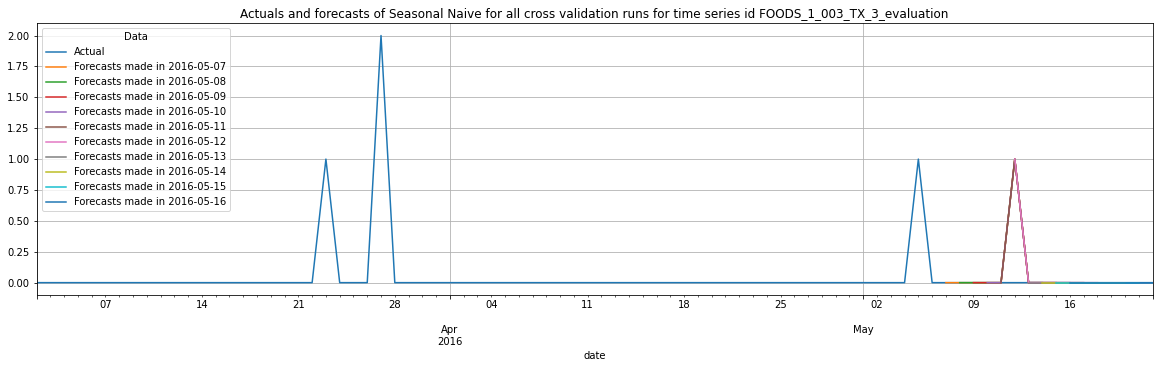 Actuals and forecasts of Seasonal Naive for all cross validation runs for time series id FOODS_1_003_TX_3_evaluation
Data
Actual
Forecasts made in 2016-05-07
Forecasts made in 2016-05-08
Forecasts made in 2016-05-09
Forecasts made in 2016-05-10
Forecasts made in 2016-05-11
Forecasts made in 2016-05-12
Forecasts made in 2016-05-13
Forecasts made in 2016-05-14
Forecasts made in 2016-05-15
Forecasts made in 2016-05-16
2.00
1.75
1.50
1.25
1.00
0.75
0.50
0.25
0.00
07 14 21 28 04 11 18 25 02 09 16
Apr May
2016
date